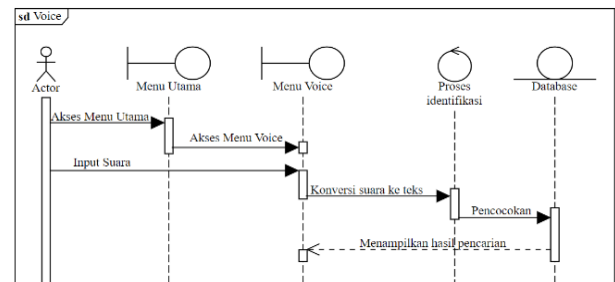 sd Voice
Actor
Menu Utama
Menu Voice
Proses
identifikasi
Database
Akses Menu Utama
Akses Menu Voice
Input Suara
Konversi suara ke teks
Pencocokan
Menampilkan hasil pencarian